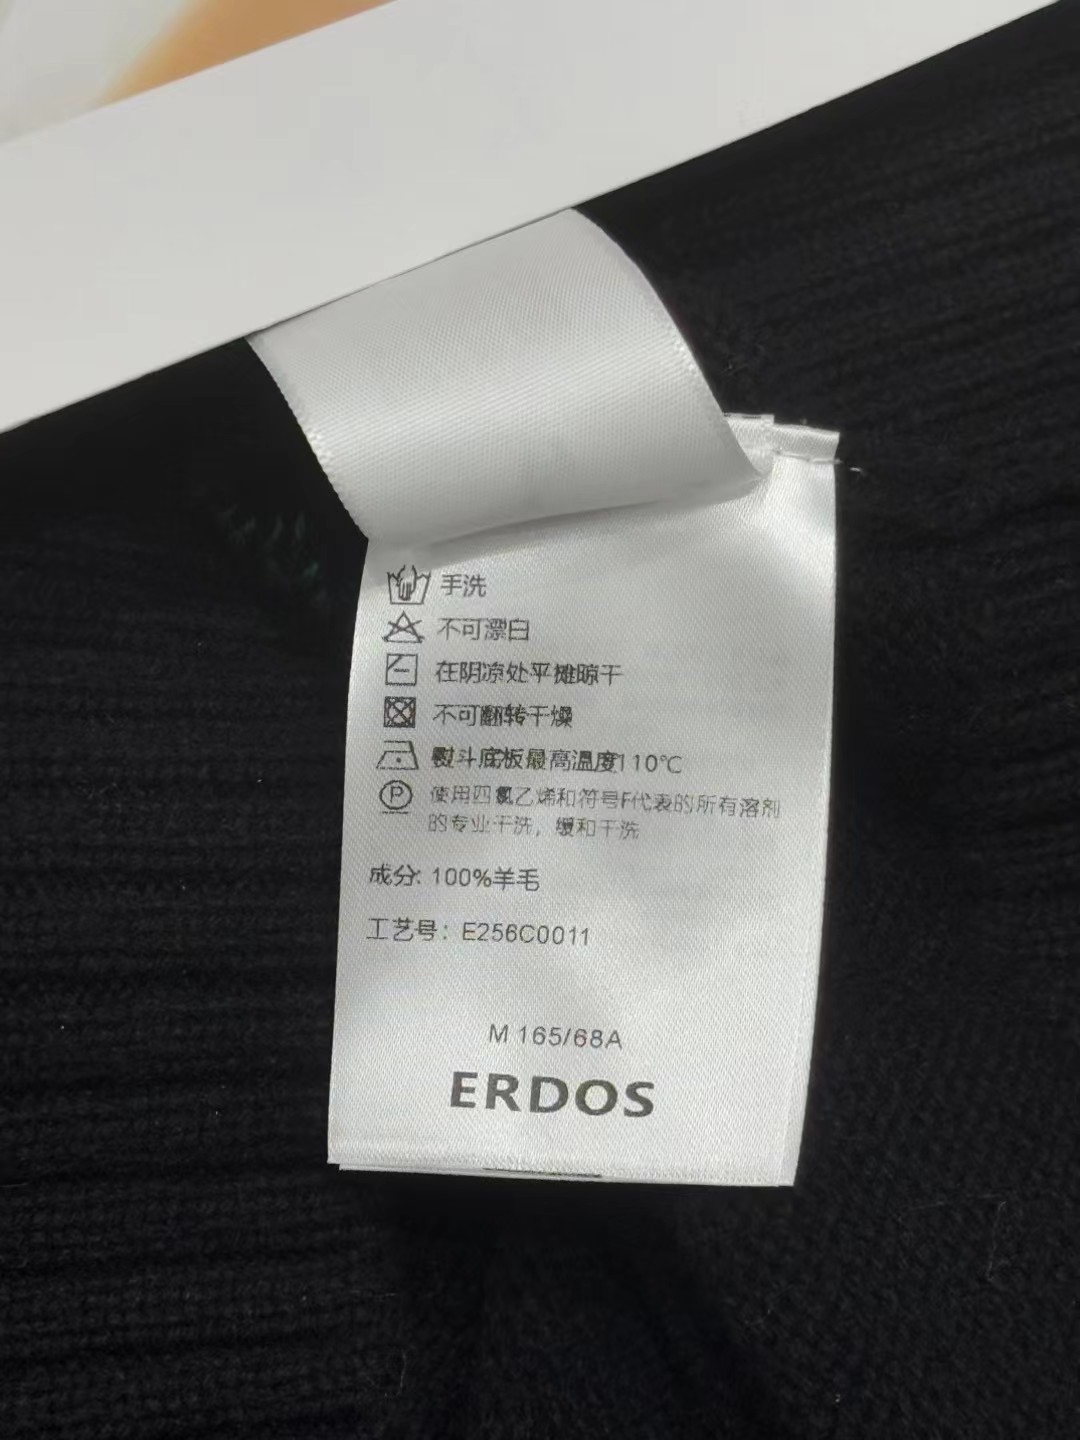 手洗
不可漂白
在阴凉处平摊晾干
不可翻转干燥
熨斗底板最高温度110℃
P
使用四氯乙烯和符号F代表的所有溶剂
的专业干洗，缓和干洗
成分: 100%羊毛
工艺号: E256C0011
M 165/68A
ERDOS